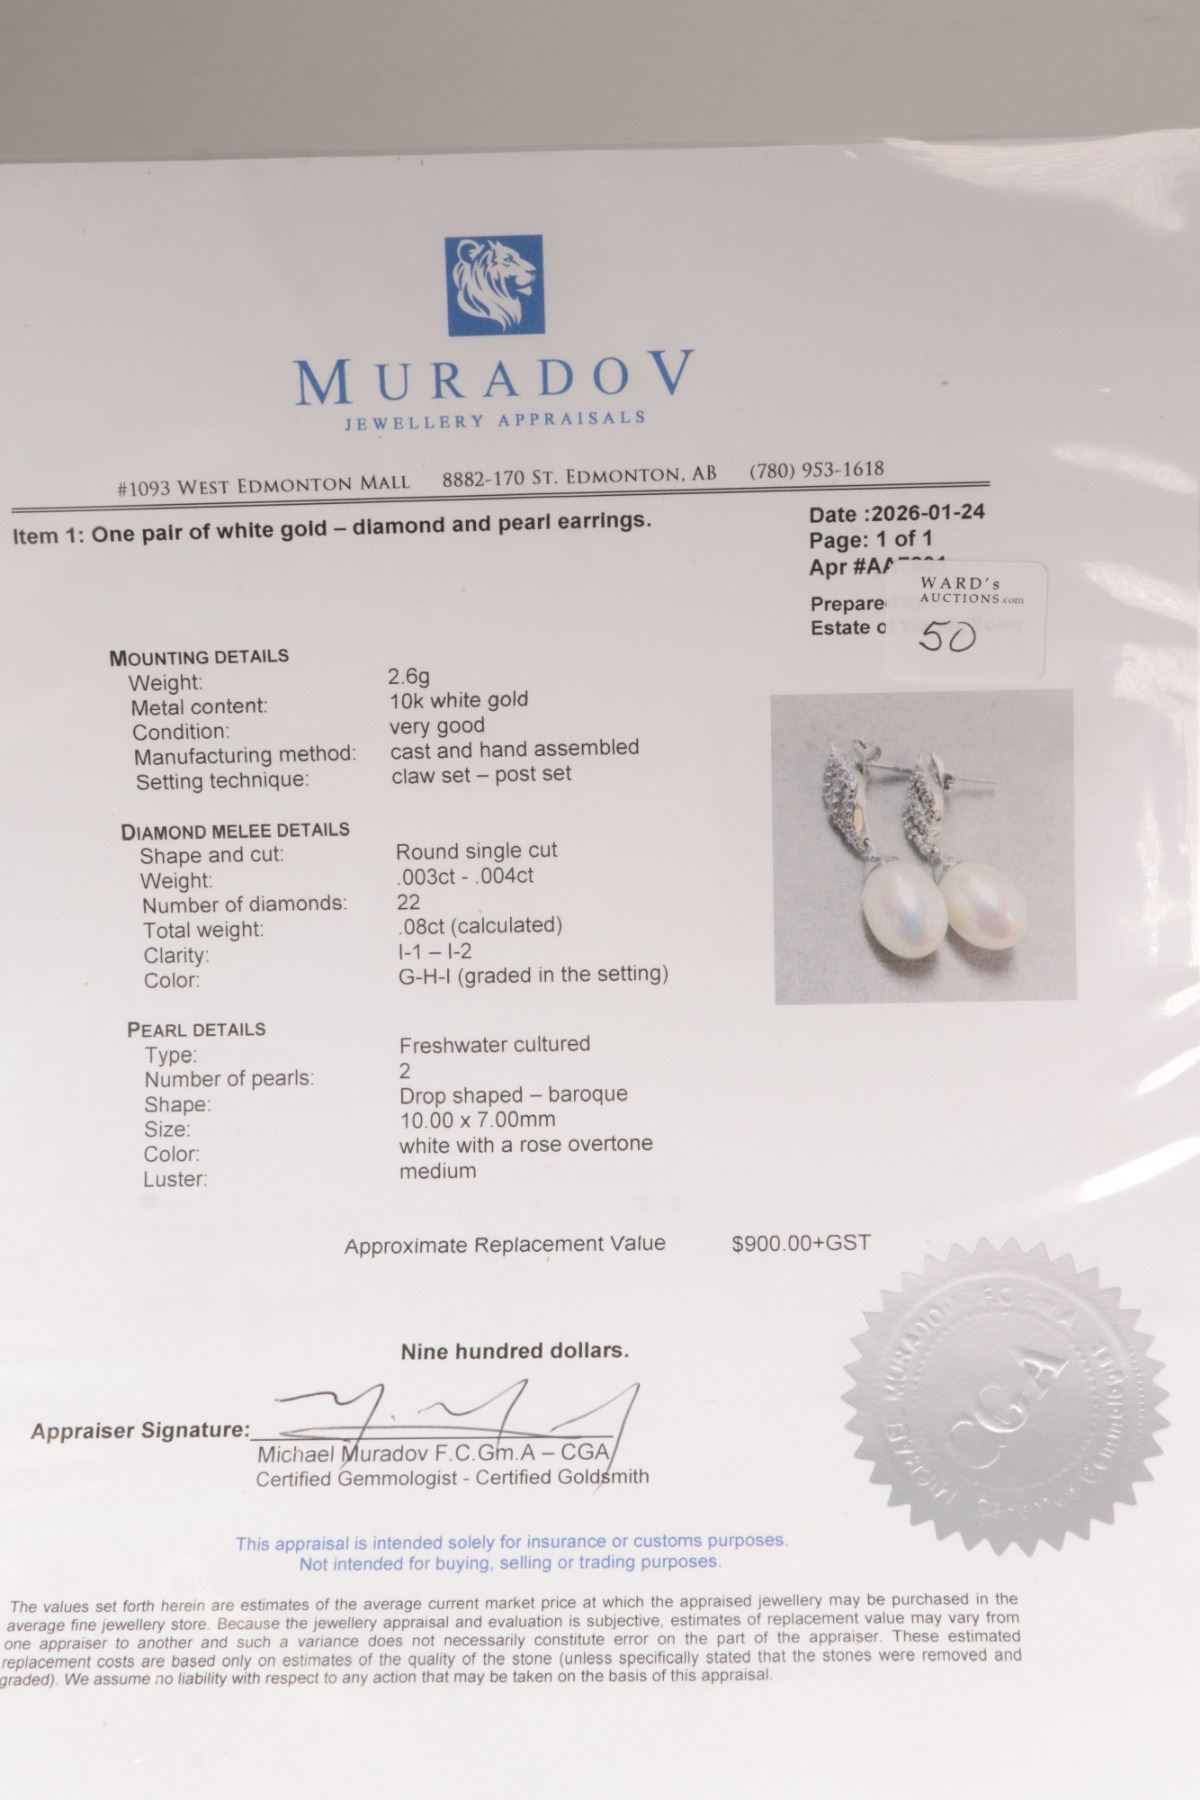 MURADOV
JEWELLERY APPRAISALS
#1093 WEST EDMONTON MALL 8882-170 ST. EDMONTON, AB (780) 953-1618
Item 1: One pair of white gold – diamond and pearl earrings.
Date :2026-01-24
Page: 1 of 1
Apr #AA
Prepare
Estate o
WARD's
AUCTIONS.com
50
MOUNTING DETAILS
Weight: 2.6g
Metal content: 10k white gold
Condition: very good
Manufacturing method: cast and hand assembled
Setting technique: claw set – post set
DIAMOND MELEE DETAILS
Shape and cut: Round single cut
Weight: .003ct - .004ct
Number of diamonds: 22
Total weight: .08ct (calculated)
Clarity: I-1 – I-2
Color: G-H-I (graded in the setting)
PEARL DETAILS
Type: Freshwater cultured
Number of pearls: 2
Shape: Drop shaped – baroque
Size: 10.00 x 7.00mm
Color: white with a rose overtone
Luster: medium
Approximate Replacement Value $900.00+GST
Nine hundred dollars.
Appraiser Signature:
Michael Muradov F.C.Gm.A – CGA
Certified Gemmologist - Certified Goldsmith
CGA
This appraisal is intended solely for insurance or customs purposes.
Not intended for buying, selling or trading purposes.
The values set forth herein are estimates of the average current market price at which the appraised jewellery may be purchased in the
average fine jewellery store. Because the jewellery appraisal and evaluation is subjective, estimates of replacement value may vary from
one appraiser to another and such a variance does not necessarily constitute error on the part of the appraiser. These estimated
replacement costs are based only on estimates of the quality of the stone (unless specifically stated that the stones were removed and
graded). We assume no liability with respect to any action that may be taken on the basis of this appraisal.